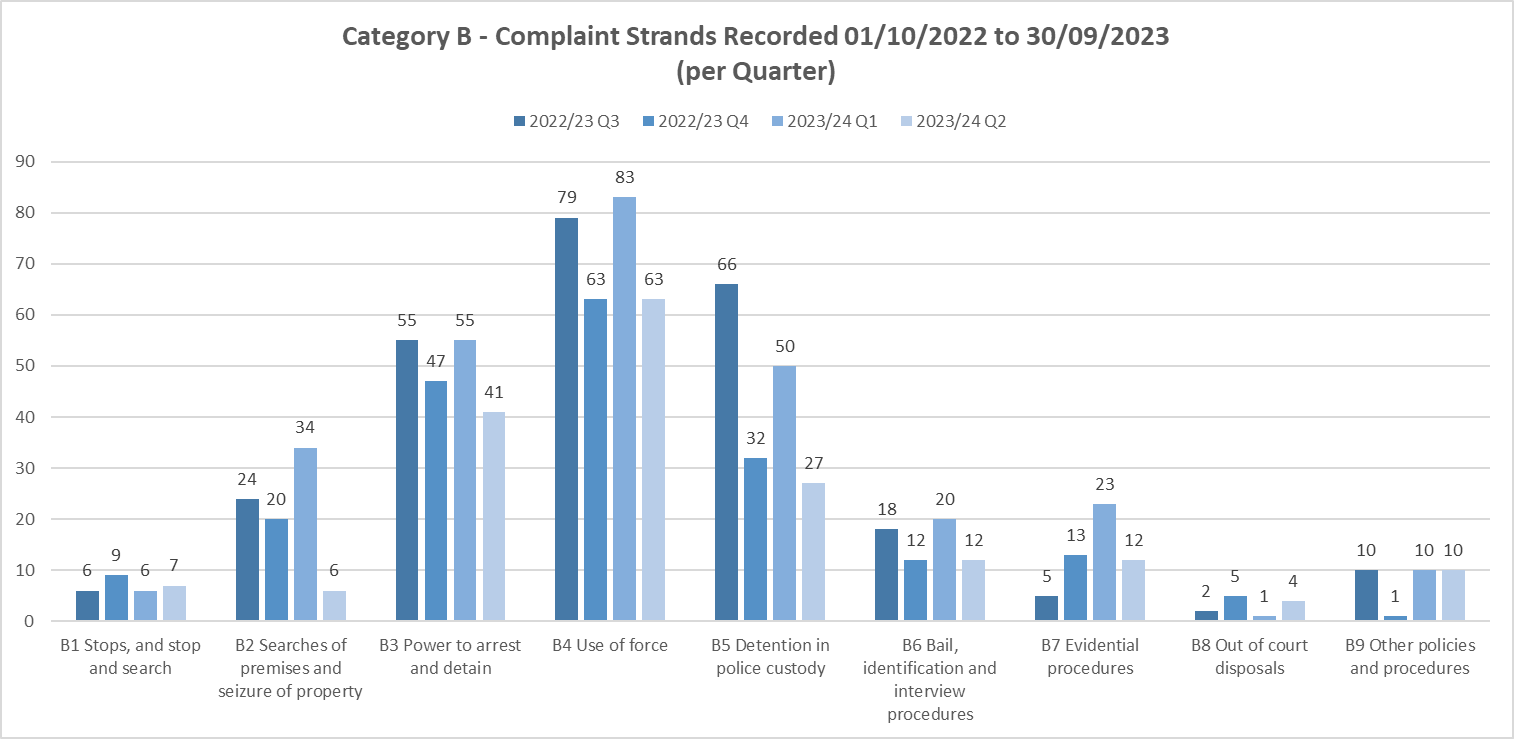 Category B - Complaint Strands Recorded 01/10/2022 to 30/09/2023
(per Quarter)
2022/23 Q3 2022/23 Q4 2023/24 Q1 2023/24 Q2
90
80
70
60
50
40
30
20
10
0
6 9 6 7
24 20 34 6
55 47 55 41
79 63 83 63
66 32 50 27
18 12 20 12
5 13 23 12
2 5 1 4
10 1 10 10
B1 Stops, and stop
and search
B2 Searches of
premises and
seizure of property
B3 Power to arrest
and detain
B4 Use of force
B5 Detention in
police custody
B6 Bail,
identification and
interview
procedures
B7 Evidential
procedures
B8 Out of court
disposals
B9 Other policies
and procedures